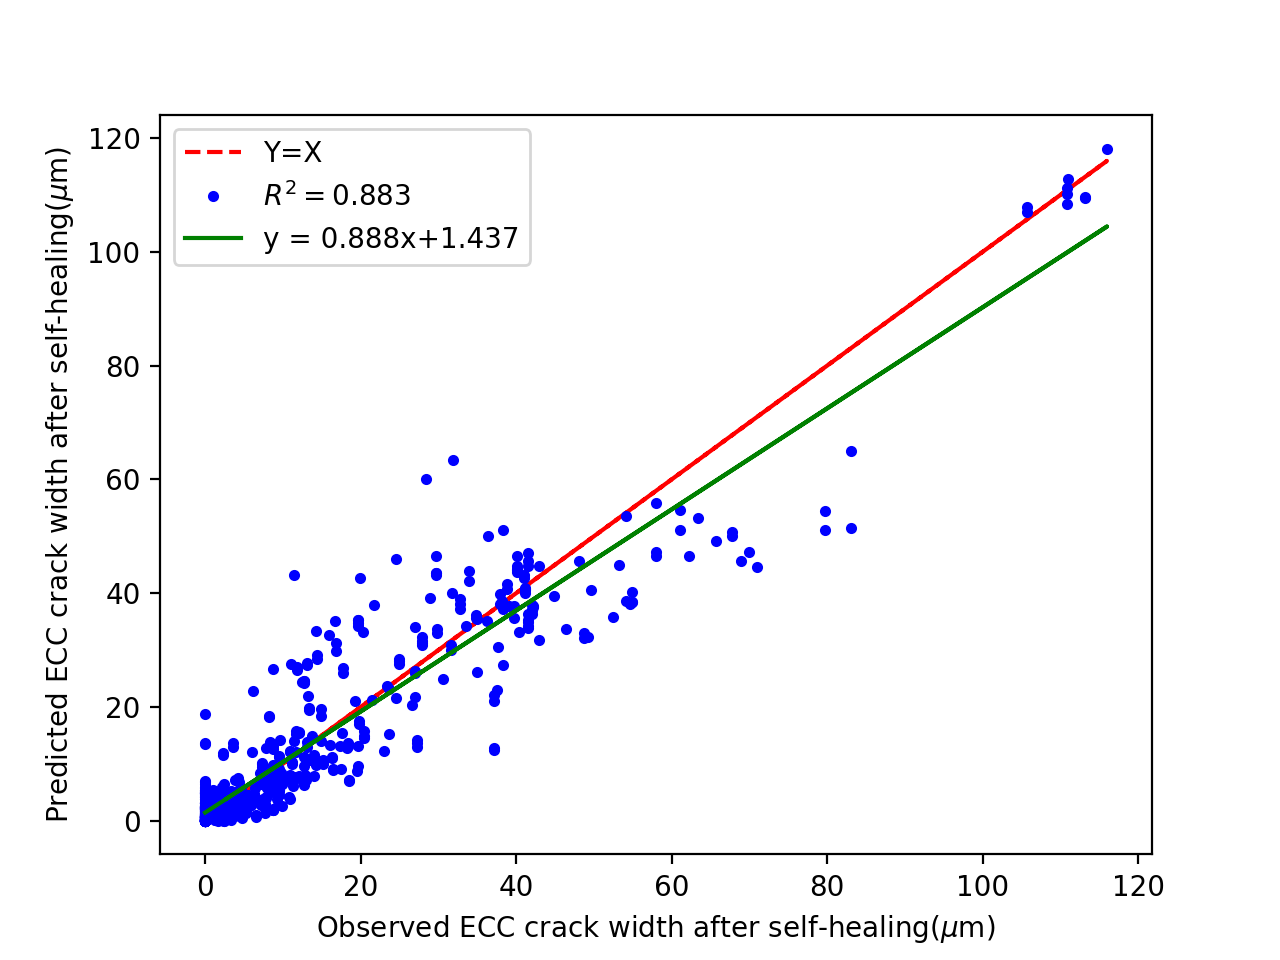 Y=X
R² = 0.883
y = 0.888x+1.437
Predicted ECC crack width after self-healing(μm)
120
100
80
60
40
20
0
0 20 40 60 80 100 120
Observed ECC crack width after self-healing(μm)